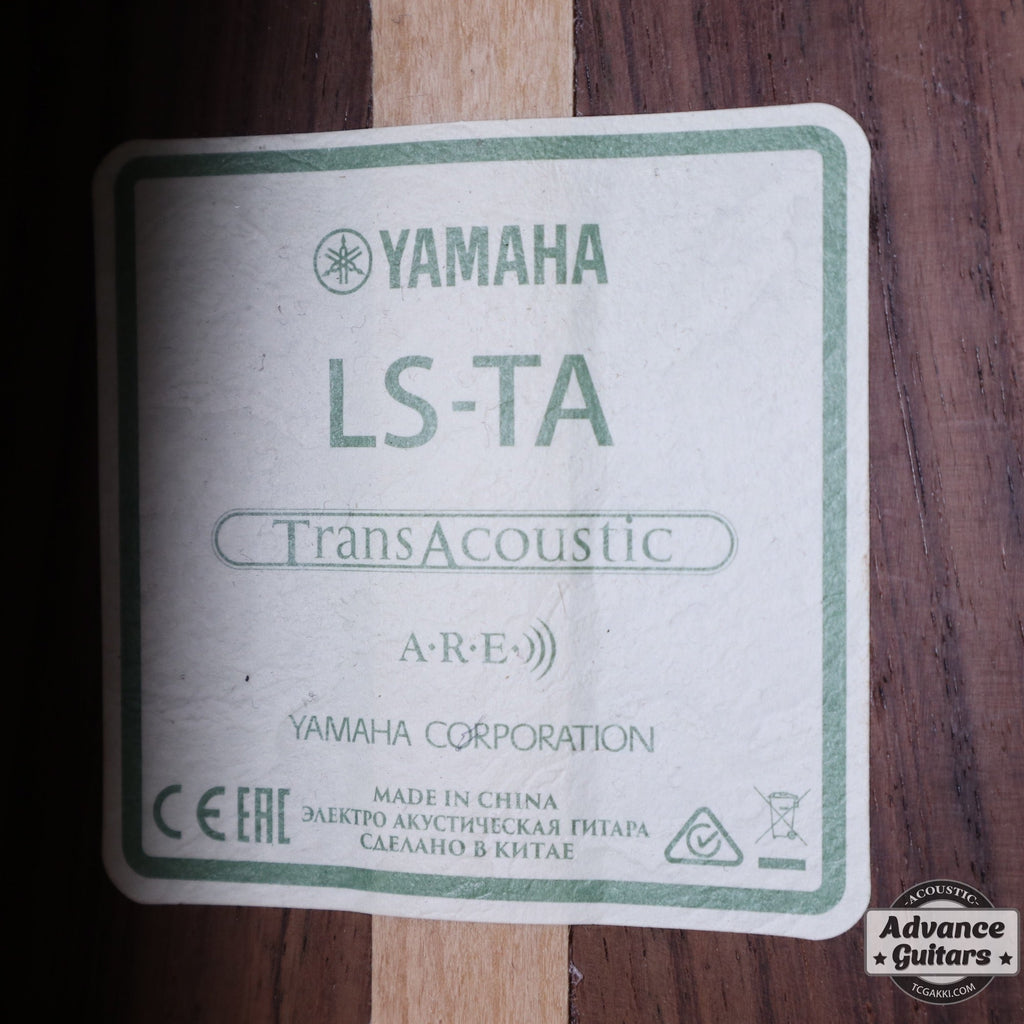 YAMAHA
LS-TA
TransAcoustic
A·R·E
YAMAHA CORPORATION
CE EAC
MADE IN CHINA
ЭЛЕКТРО АКУСТИЧЕСКАЯ ГИТАРА
СДЕЛАНО В КИТАЕ
ACOUSTIC
Advance
Guitars
TCGAKKI.COM